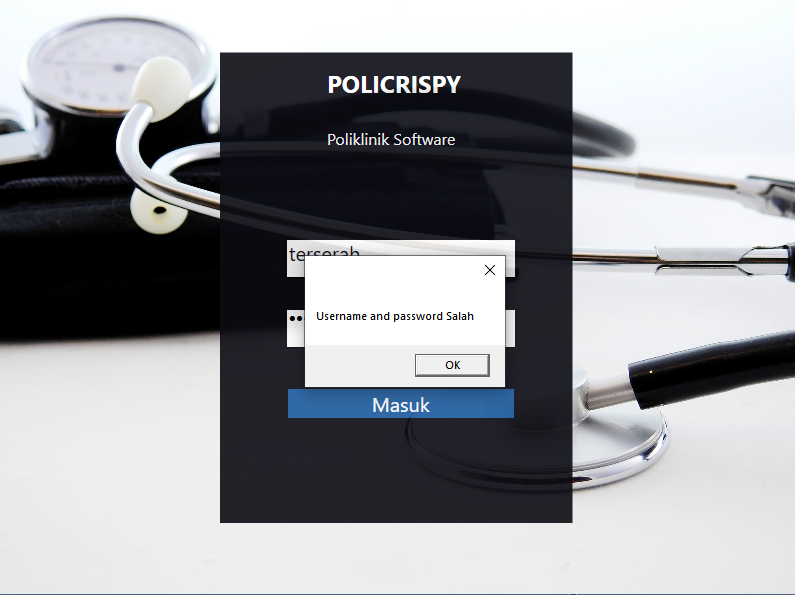 POLICRISPY
Poliklinik Software
terserah
Username and password Salah
OK
Masuk